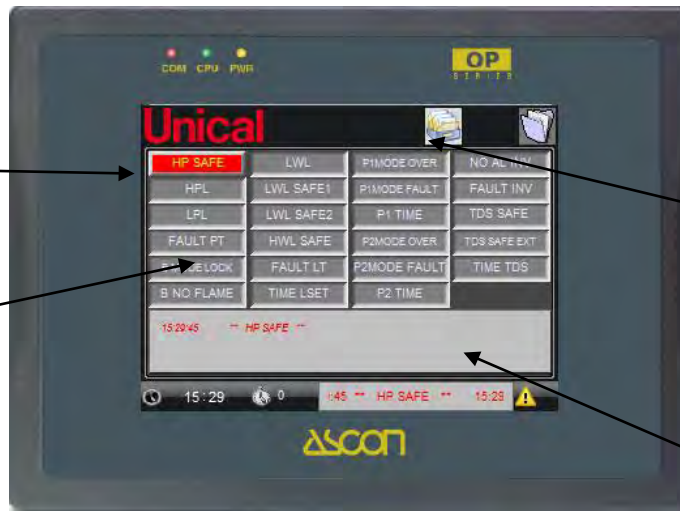 COM CPU PWR
OP
SERIES
Unical
HP SAFE LWL P1MODE OVER NO AL INV
HPL LWL SAFE1 P1MODE FAULT FAULT INV
LPL LWL SAFE2 P1 TIME TDS SAFE
FAULT PT HWL SAFE P2MODE OVER TDS SAFE EXT
LOCK FAULT LT P2MODE FAULT TIME TDS
B NO FLAME TIME LSET P2 TIME
15:29:45 ** HP SAFE **
15:29 0 :45 ** HP SAFE ** 15:29
ASCON